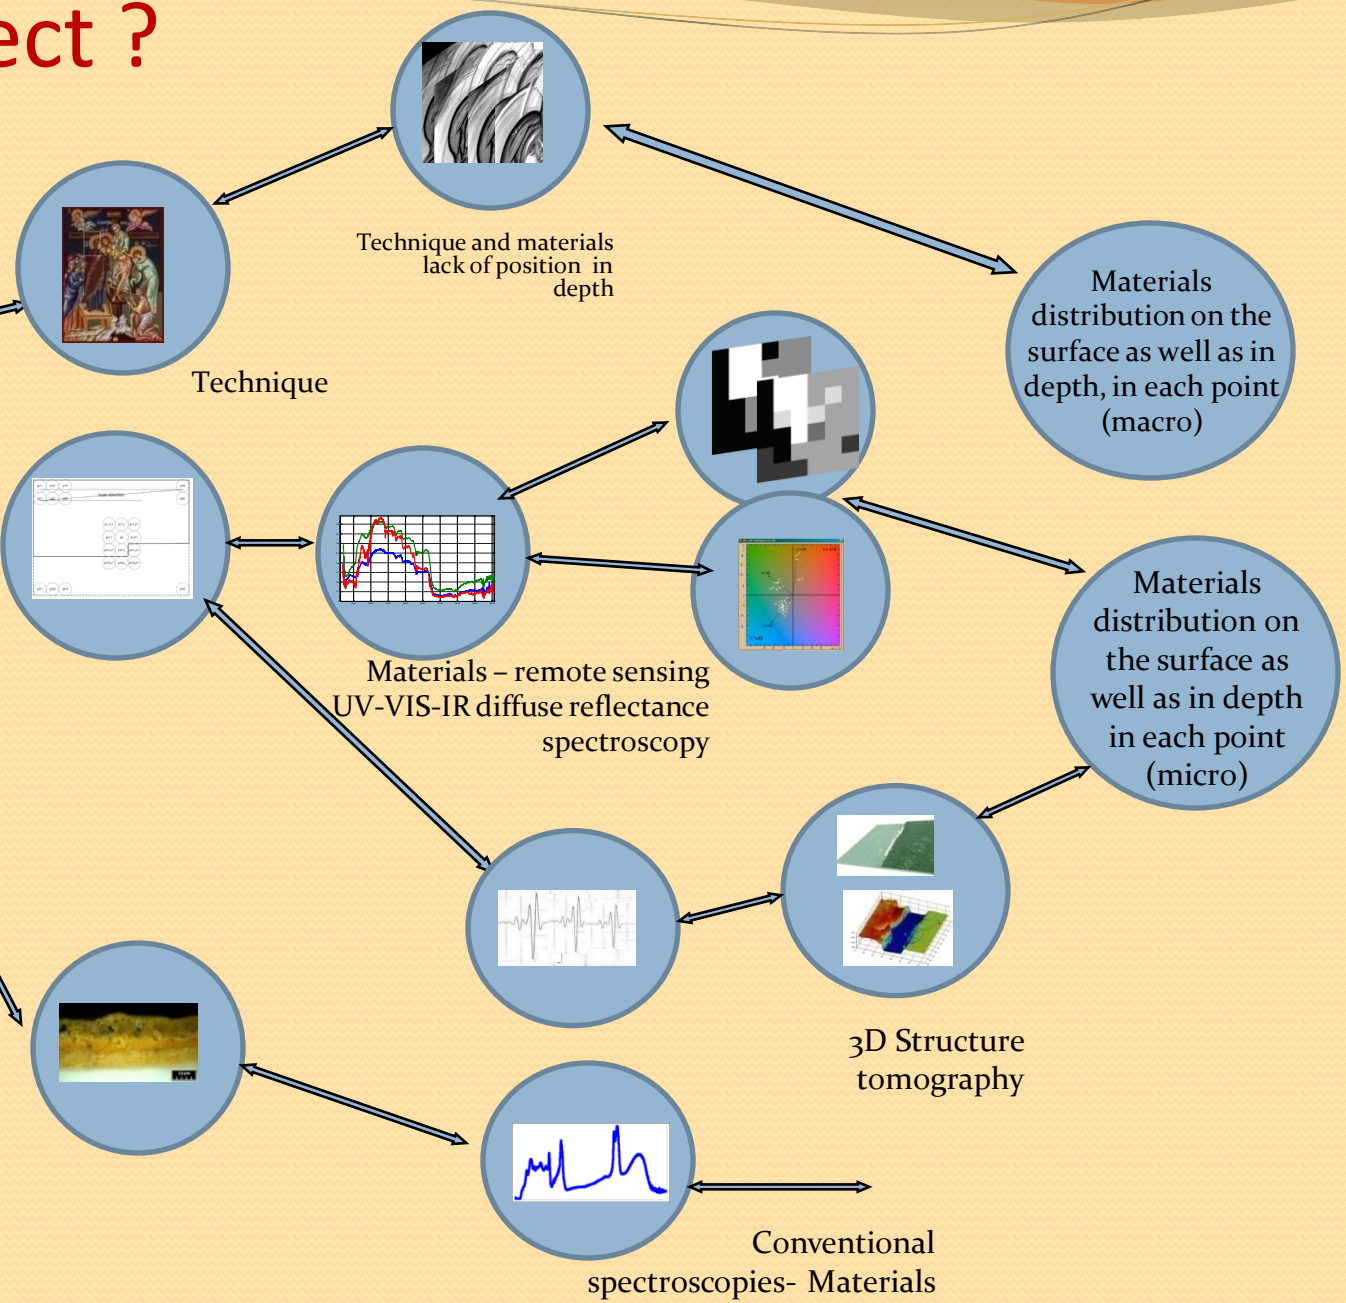 ect ?
Technique and materials
lack of position in
depth
Materials
distribution on the
surface as well as in
depth, in each point
(macro)
Technique
Materials
distribution on
the surface as
well as in depth
in each point
(micro)
Materials – remote sensing
UV-VIS-IR diffuse reflectance
spectroscopy
3D Structure
tomography
Conventional
spectroscopies- Materials